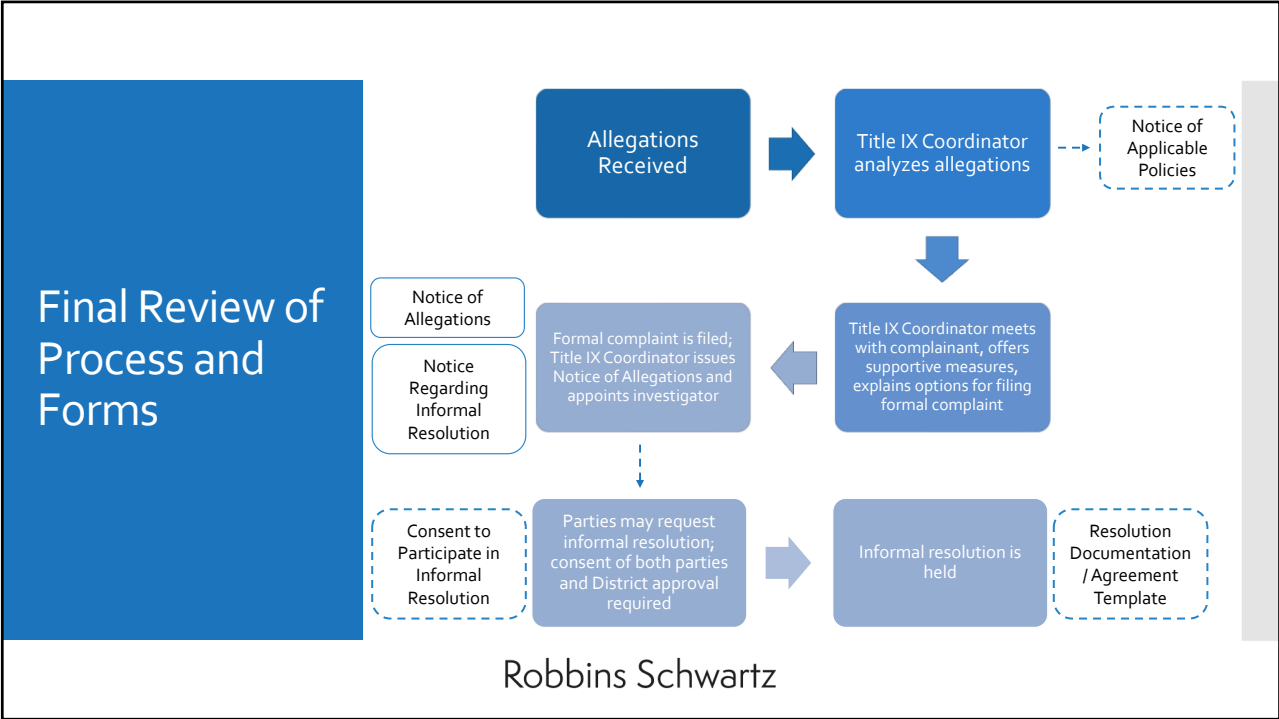 Final Review of
Process and
Forms
Allegations
Received
Title IX Coordinator
analyzes allegations
Notice of
Applicable
Policies
Title IX Coordinator meets
with complainant, offers
supportive measures,
explains options for filing
formal complaint
Formal complaint is filed;
Title IX Coordinator issues
Notice of Allegations and
appoints investigator
Notice of
Allegations
Notice
Regarding
Informal
Resolution
Consent to
Participate in
Informal
Resolution
Parties may request
informal resolution;
consent of both parties
and District approval
required
Informal resolution is
held
Resolution
Documentation
/ Agreement
Template
Robbins Schwartz